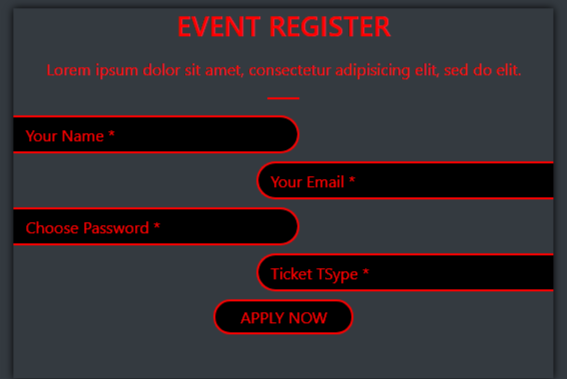 EVENT REGISTER
Lorem ipsum dolor sit amet, consectetur adipisicing elit, sed do elit.
Your Name *
Your Email *
Choose Password *
Ticket TSype *
APPLY NOW